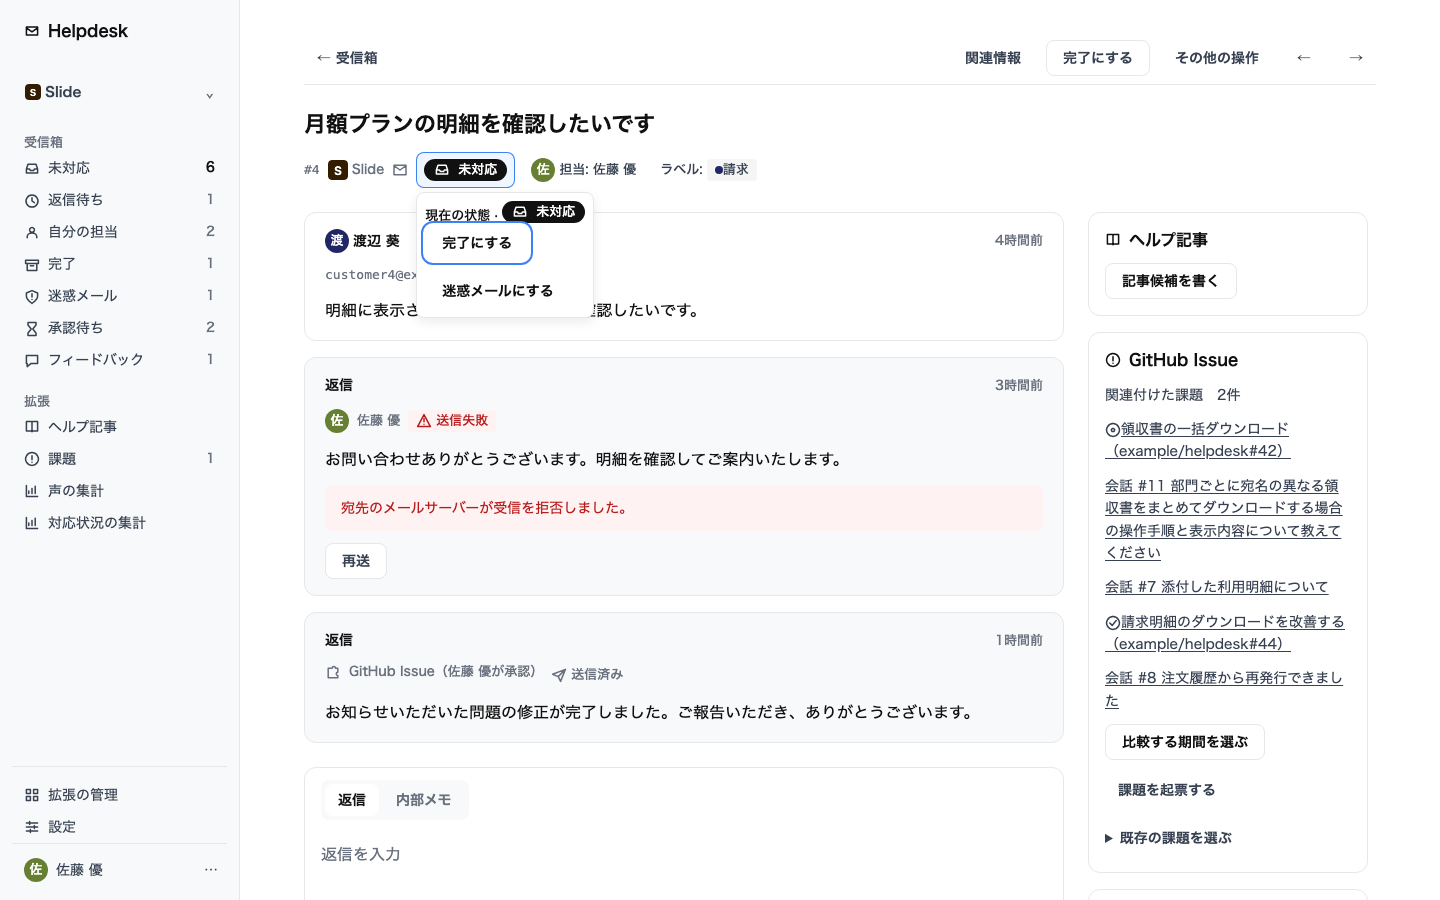 Helpdesk
S Slide
受信箱
未対応 6
返信待ち 1
自分の担当 2
完了 1
迷惑メール 1
承認待ち 2
フィードバック 1
拡張
ヘルプ記事
課題 1
声の集計
対応状況の集計
拡張の管理
設定
佐 佐藤 優 …
← 受信箱
関連情報 完了にする その他の操作 ← →
月額プランの明細を確認したいです
#4 S Slide 未対応 佐 担当: 佐藤 優 ラベル: 請求
現在の状態 · 未対応
完了にする
迷惑メールにする
渡 渡辺 葵 4時間前
customer4@ex
明細に表示さ 認したいです。
返信 3時間前
佐 佐藤 優 送信失敗
お問い合わせありがとうございます。明細を確認してご案内いたします。
宛先のメールサーバーが受信を拒否しました。
再送
返信 1時間前
GitHub Issue（佐藤 優が承認） 送信済み
お知らせいただいた問題の修正が完了しました。ご報告いただき、ありがとうございます。
返信 内部メモ
返信を入力
ヘルプ記事
記事候補を書く
GitHub Issue
関連付けた課題 2件
領収書の一括ダウンロード
（example/helpdesk#42）
会話 #11 部門ごとに宛名の異なる領
収書をまとめてダウンロードする場合
の操作手順と表示内容について教えて
ください
会話 #7 添付した利用明細について
請求明細のダウンロードを改善する
（example/helpdesk#44）
会話 #8 注文履歴から再発行できまし
た
比較する期間を選ぶ
課題を起票する
▶ 既存の課題を選ぶ